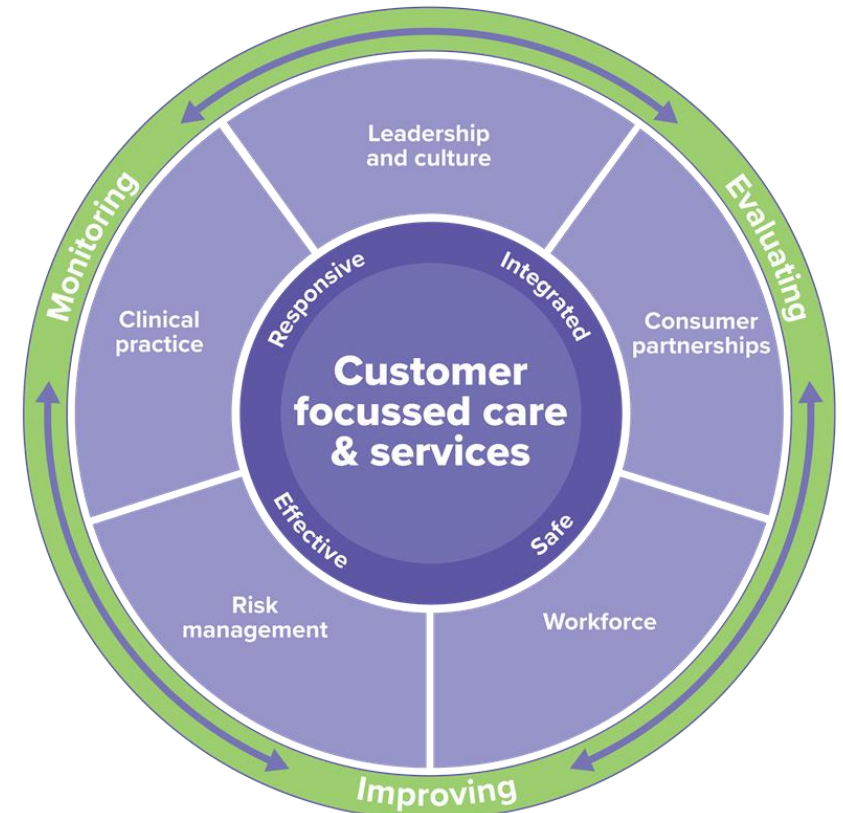 Leadership
and culture
Monitoring
Evaluating
Responsive
Integrated
Clinical
practice
Consumer
partnerships
Customer
focussed care
& services
Effective
Safe
Risk
management
Workforce
Improving